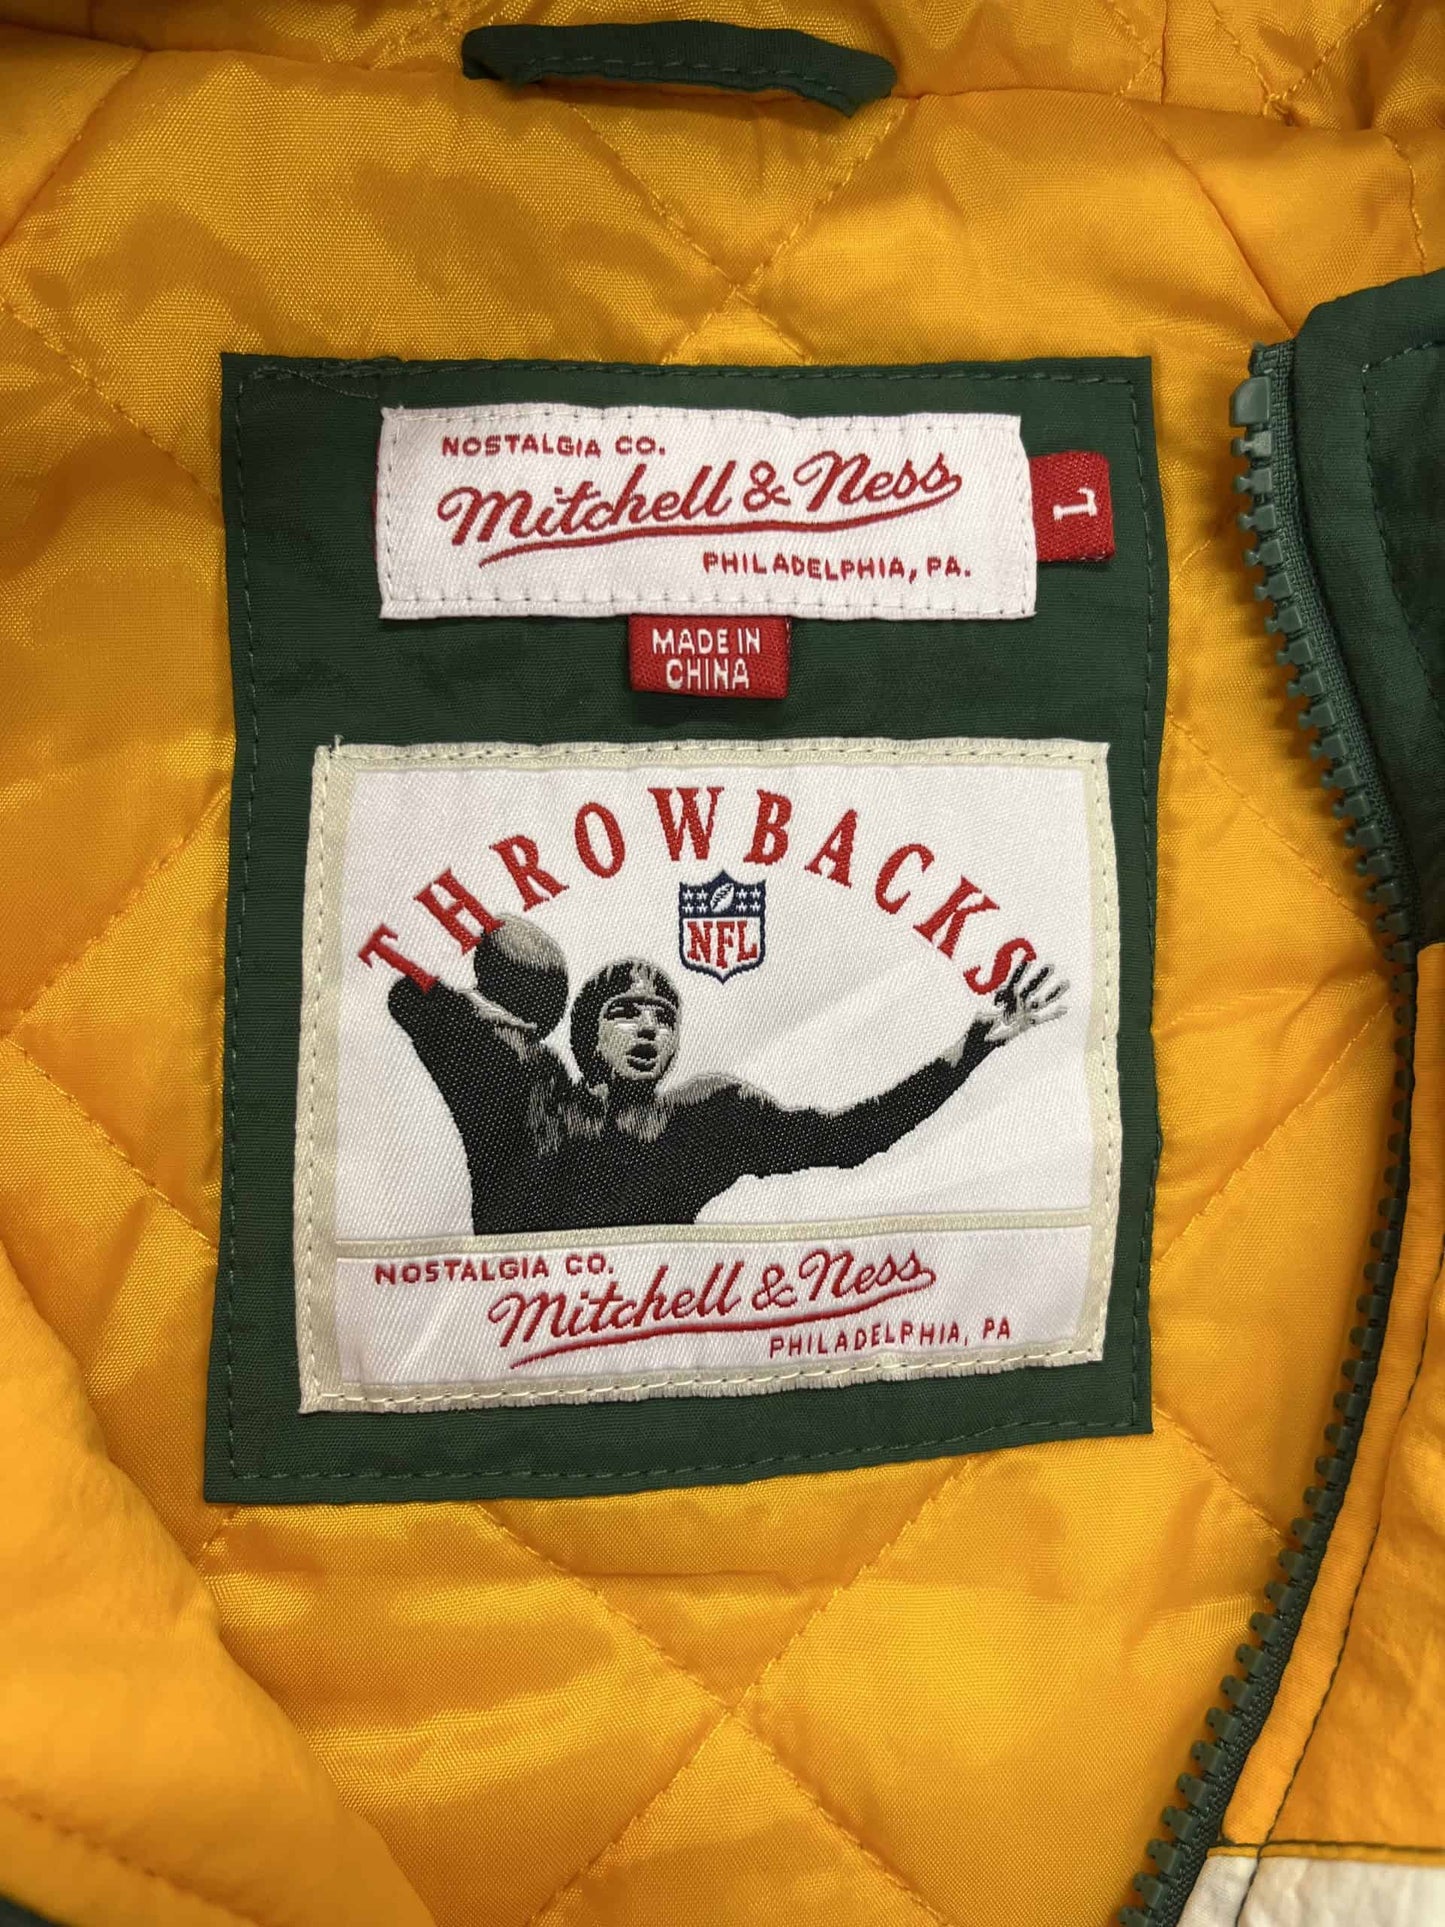 NOSTALGIA CO.
Mitchell & Ness
PHILADELPHIA, PA.
L
MADE IN
CHINA
THROWBACKS
NFL
NOSTALGIA CO.
Mitchell & Ness
PHILADELPHIA, PA